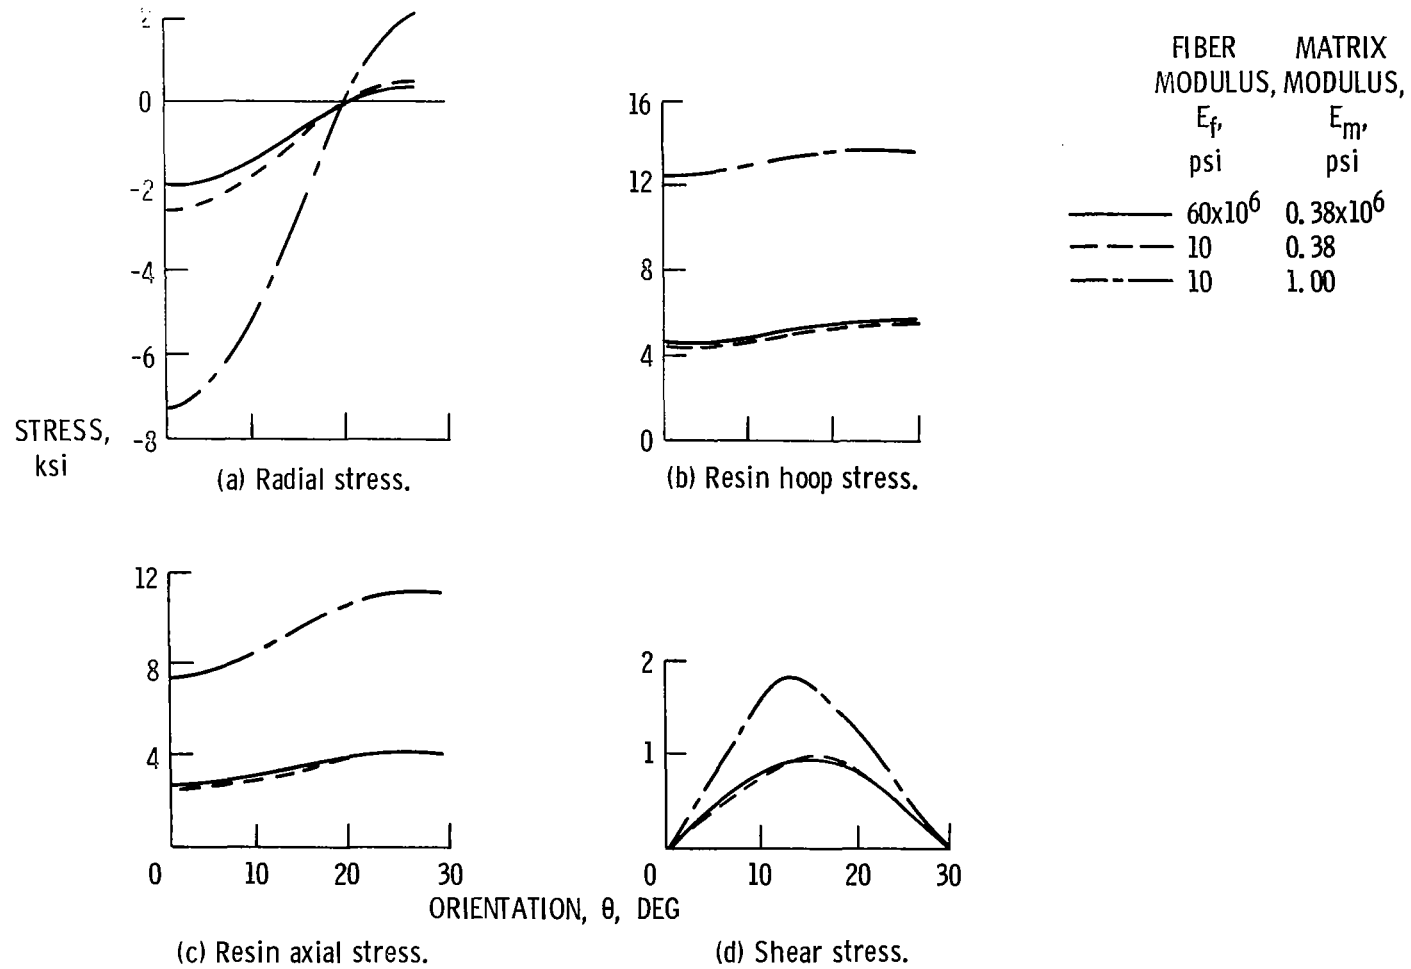 2
0
-2
-4
-6
-8
STRESS,
ksi
(a) Radial stress.
16
12
8
4
0
(b) Resin hoop stress.
FIBER MATRIX
MODULUS, MODULUS,
E_f, E_m,
psi psi
60x10^6 0.38x10^6
10 0.38
10 1.00
12
8
4
0 10 20 30
2
1
0 10 20 30
ORIENTATION, θ, DEG
(c) Resin axial stress.
(d) Shear stress.